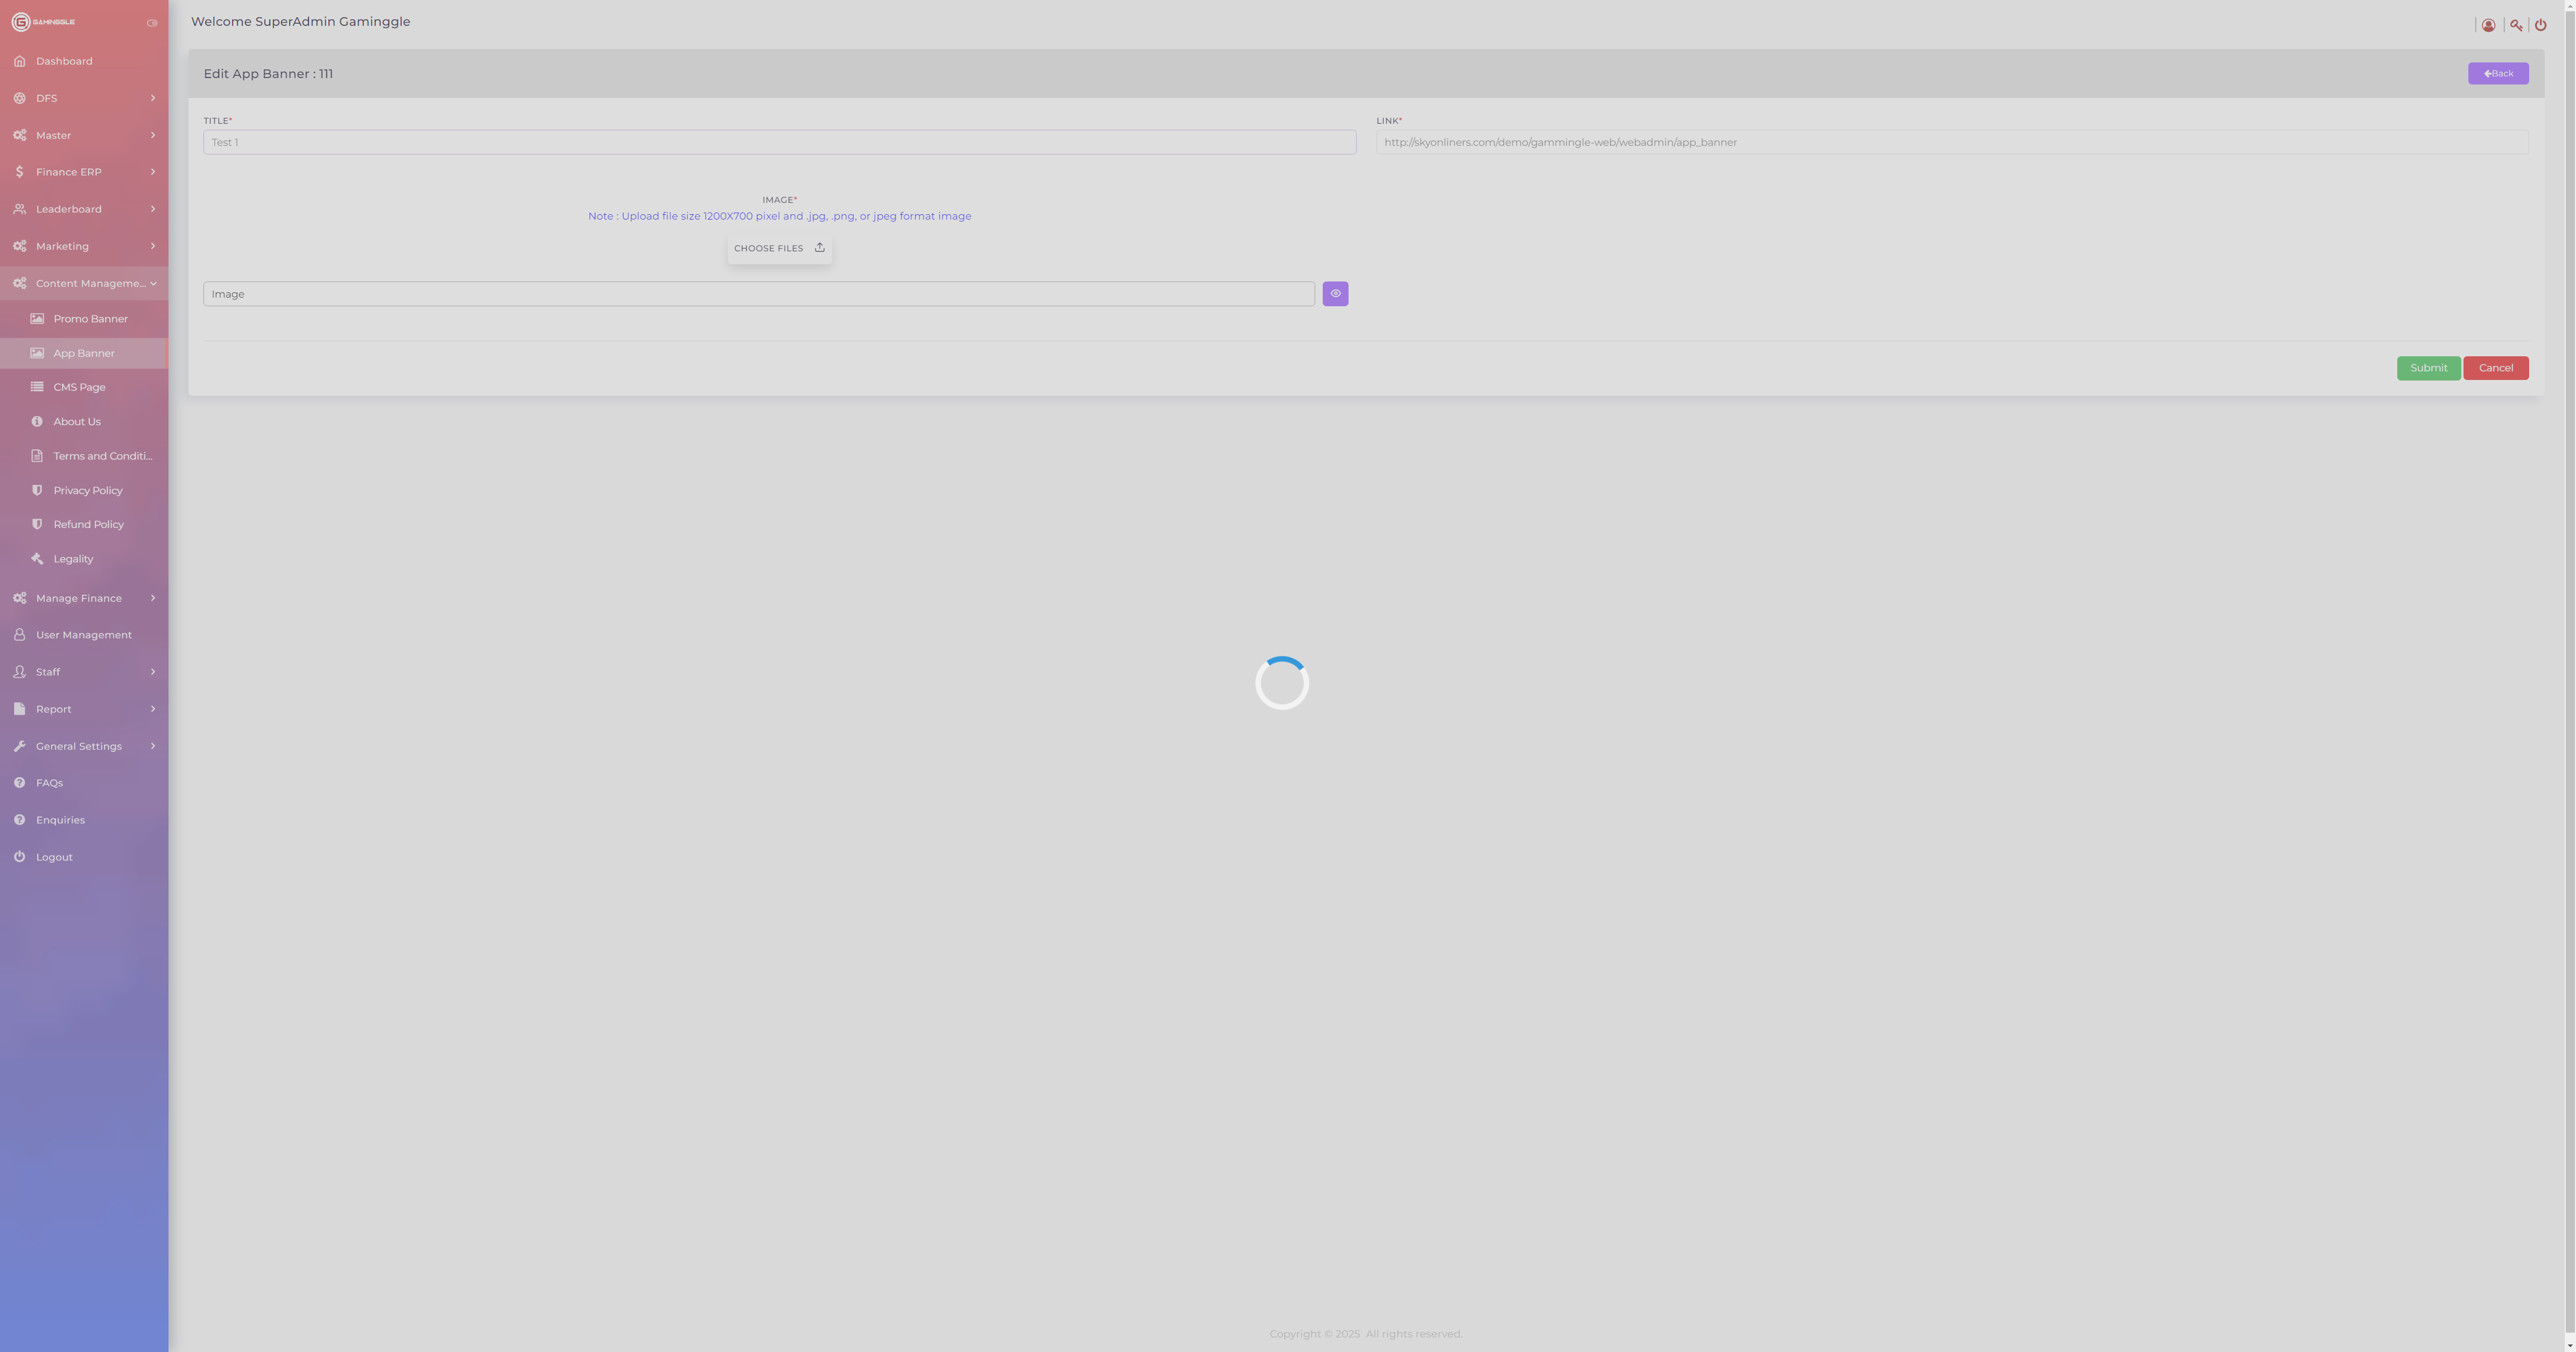 GAMINGGLE
Welcome SuperAdmin Gaminggle
Dashboard
DFS
Master
Finance ERP
Leaderboard
Marketing
Content Manageme...
Promo Banner
App Banner
CMS Page
About Us
Terms and Conditi...
Privacy Policy
Refund Policy
Legality
Manage Finance
User Management
Staff
Report
General Settings
FAQs
Enquiries
Logout
Edit App Banner : 111
Back
TITLE*
Test 1
LINK*
http://skyonliners.com/demo/gammingle-web/webadmin/app_banner
IMAGE*
Note : Upload file size 1200X700 pixel and .jpg, .png, or jpeg format image
CHOOSE FILES
Image
Submit
Cancel
Copyright © 2025 All rights reserved.